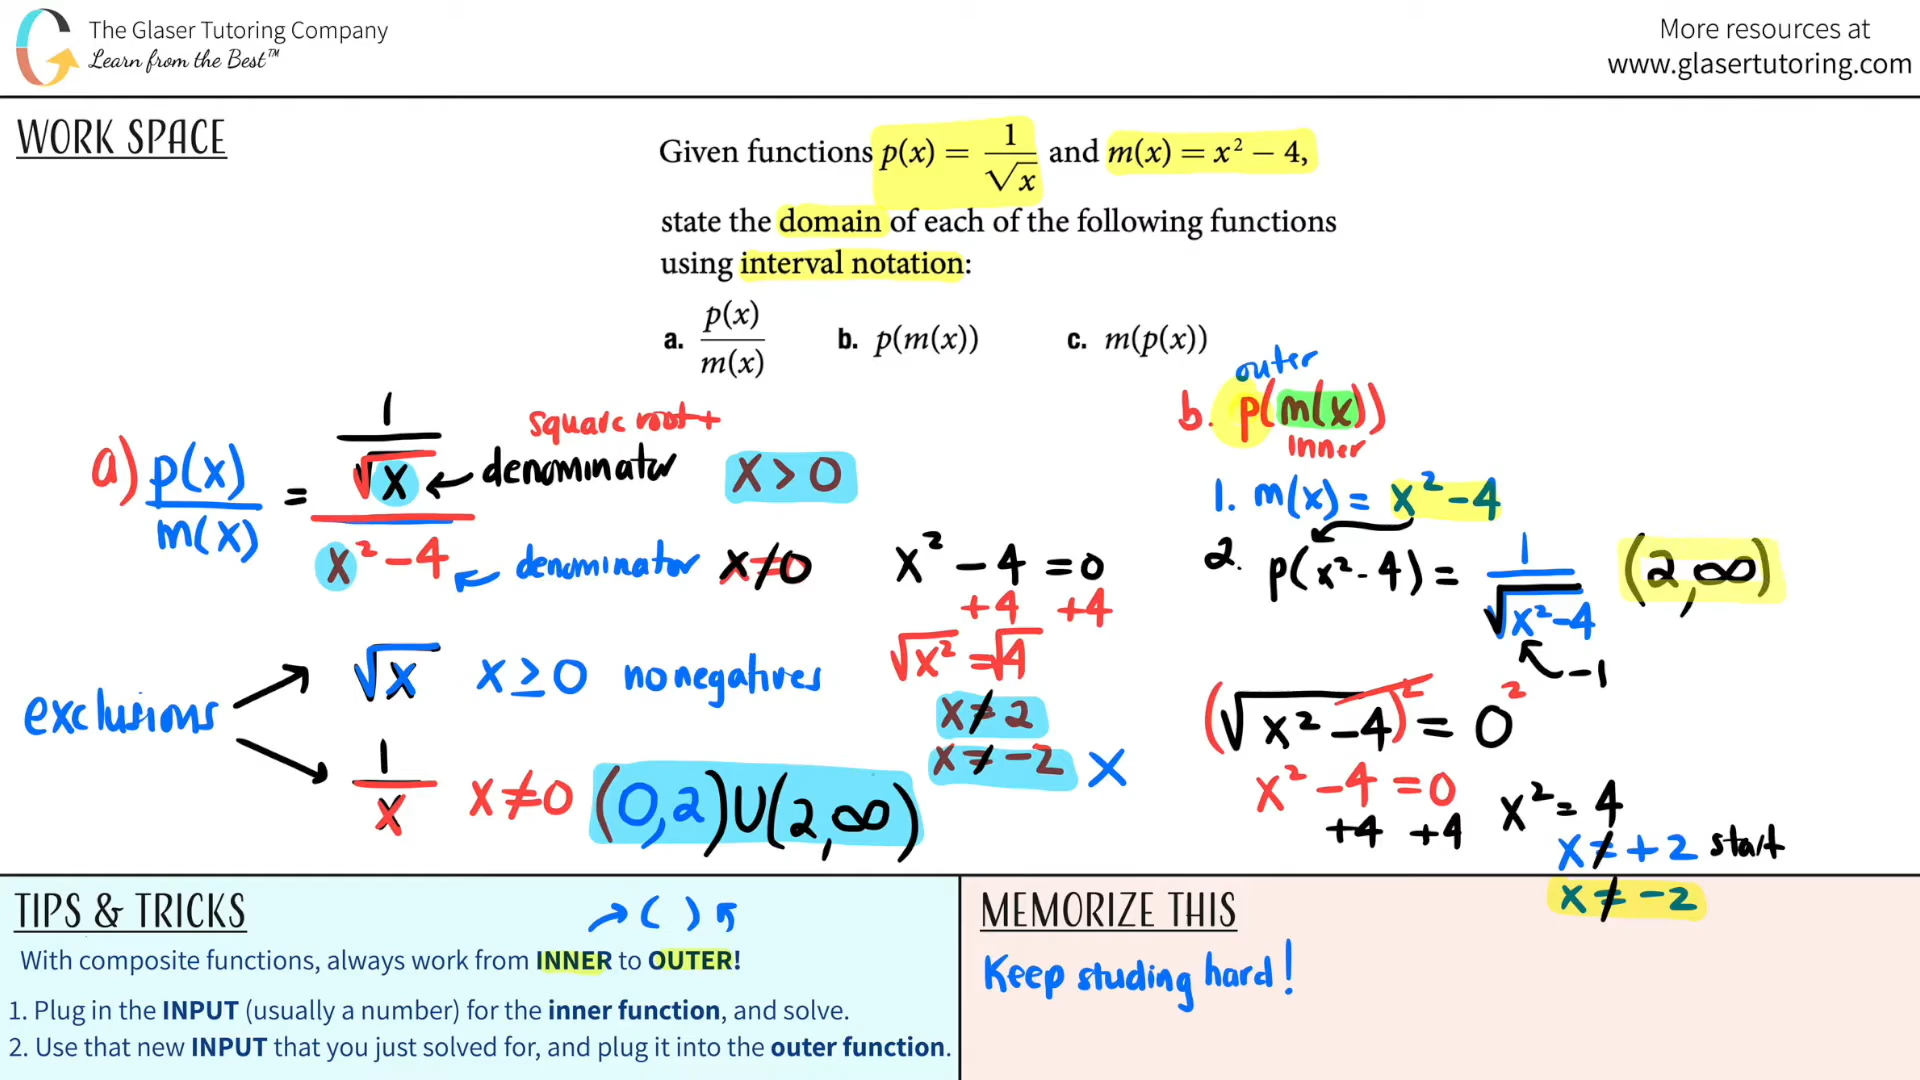 The Glaser Tutoring Company
Learn from the Best™
More resources at
www.glasertutoring.com
WORK SPACE
Given functions p(x) = 1/√x and m(x) = x² − 4,
state the domain of each of the following functions
using interval notation:
a. p(x)/m(x) b. p(m(x)) c. m(p(x))
a) p(x)/m(x) = (1/√x)/(x² − 4)
square root +
← denominator x > 0
← denominator x ≠ 0
exclusions
√x x ≥ 0 no negatives
1/x x ≠ 0 (0, 2) ∪ (2, ∞)
x² − 4 = 0
+4 +4
√x² = √4
x ≠ 2
x ≠ −2 X
outer
b. p(m(x))
inner
1. m(x) = x² − 4
2. p(x² − 4) = 1/√x² − 4 (2, ∞)
−1
(√x² − 4)² = 0²
x² − 4 = 0
+4 +4
x² = 4
x ≠ +2 start
x ≠ −2
TIPS & TRICKS
→ ( )
With composite functions, always work from INNER to OUTER!
1. Plug in the INPUT (usually a number) for the inner function, and solve.
2. Use that new INPUT that you just solved for, and plug it into the outer function.
MEMORIZE THIS
Keep studing hard!